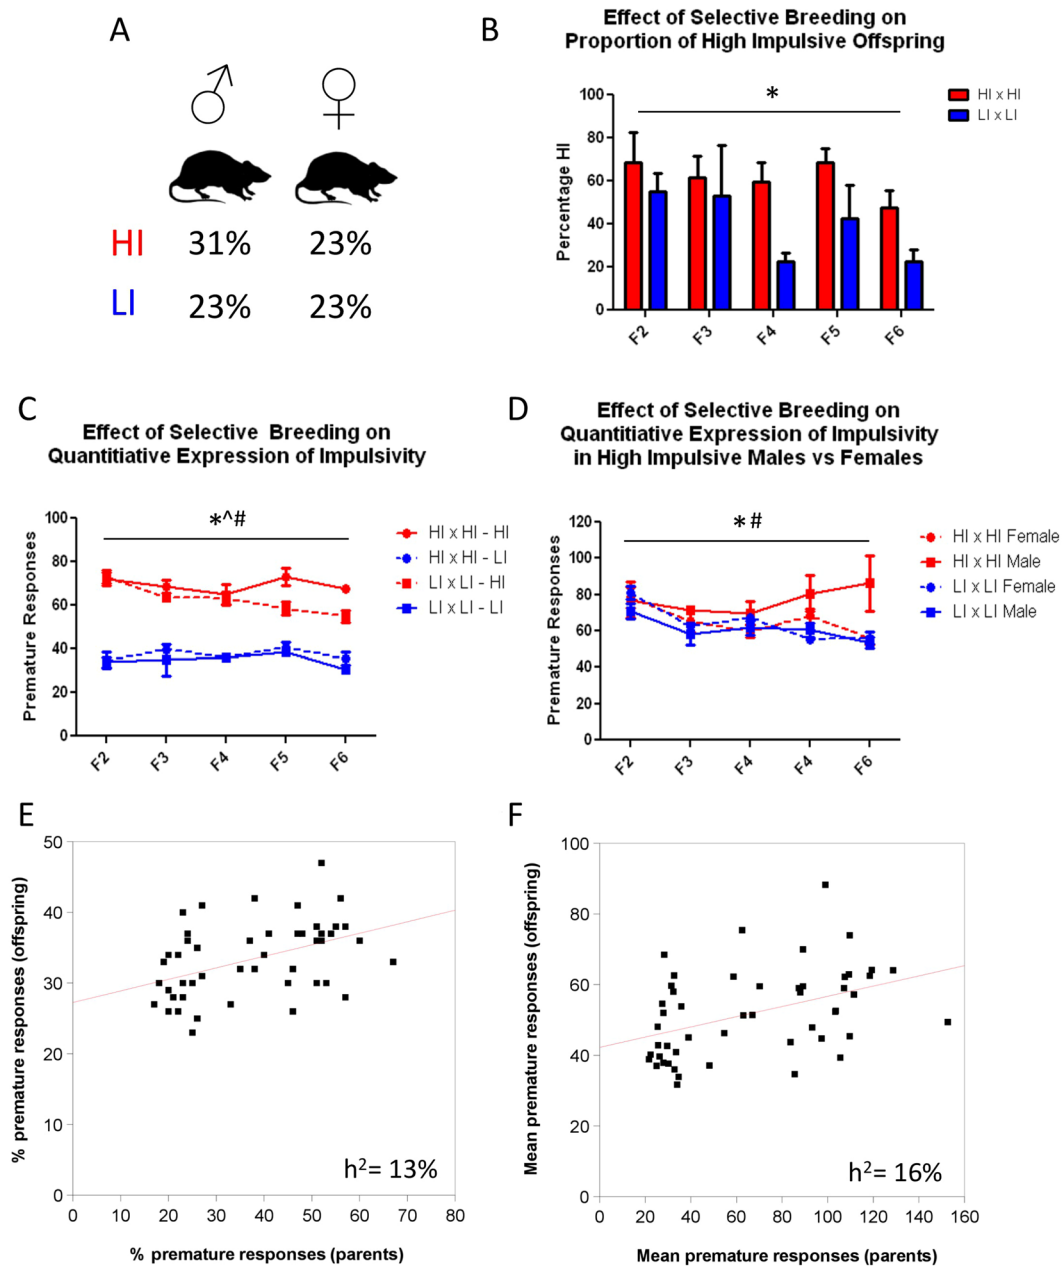 A
♂ ♀
HI 31% 23%
LI 23% 23%
B
Effect of Selective Breeding on
Proportion of High Impulsive Offspring
HI x HI
LI x LI
*
Percentage HI
100
80
60
40
20
0
F2 F3 F4 F5 F6
C
Effect of Selective Breeding on
Quantitiative Expression of Impulsivity
*^#
Premature Responses
100
80
60
40
20
0
F2 F3 F4 F5 F6
HI x HI - HI
HI x HI - LI
LI x LI - HI
LI x LI - LI
D
Effect of Selective Breeding on
Quantitiative Expression of Impulsivity
in High Impulsive Males vs Females
* #
Premature Responses
120
100
80
60
40
20
0
F2 F3 F4 F4 F6
HI x HI Female
HI x HI Male
LI x LI Female
LI x LI Male
E
% premature responses (offspring)
50
40
30
20
10
0
h²= 13%
0 10 20 30 40 50 60 70 80
% premature responses (parents)
F
Mean premature responses (offspring)
100
80
60
40
20
0
h²= 16%
0 20 40 60 80 100 120 140 160
Mean premature responses (parents)